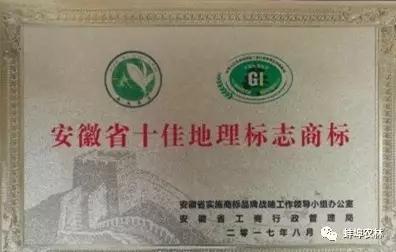 GI
安徽省十佳地理标志商标
安徽省实施商标品牌战略工作领导小组办公室
安徽省工商行政管理局
二〇一七年八月
蚌埠农林